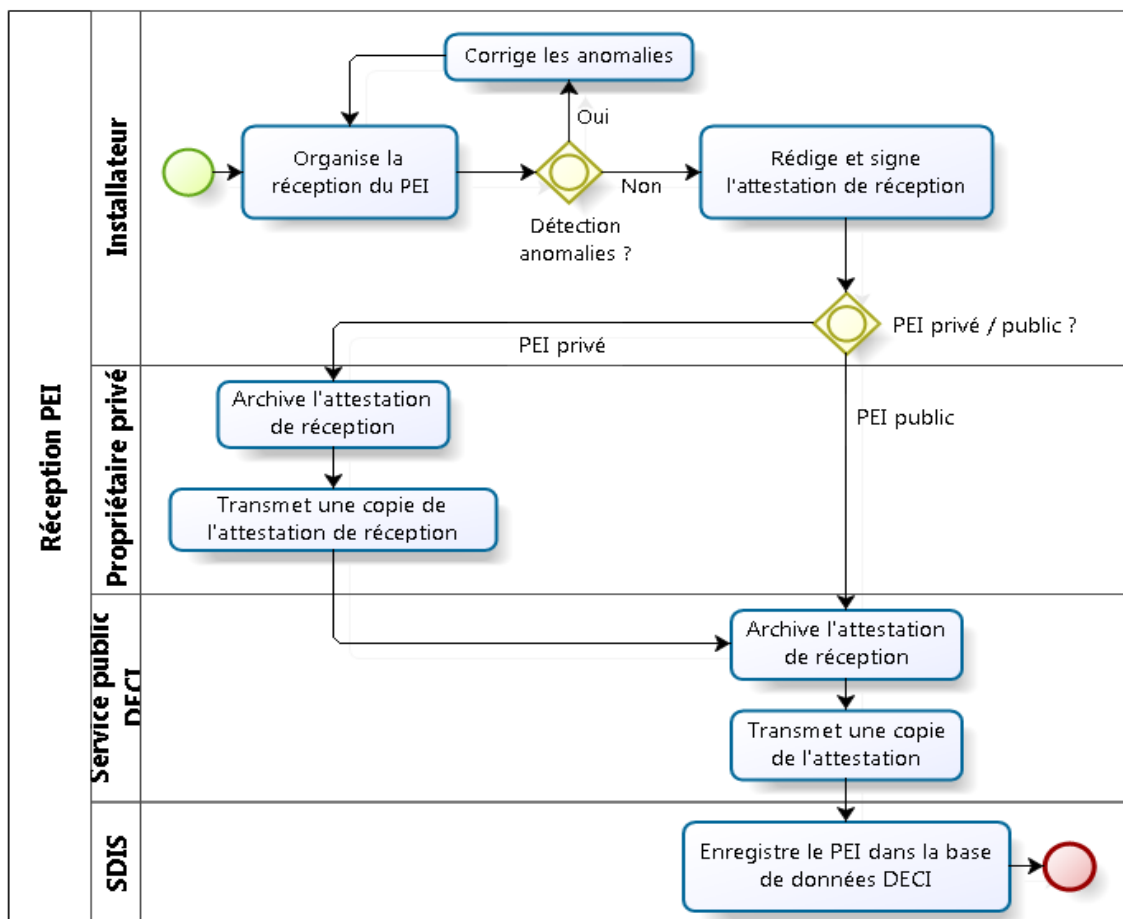 Réception PEI
Installateur
Corrige les anomalies
Oui
Organise la
réception du PEI
Non
Détection
anomalies ?
Rédige et signe
l'attestation de réception
PEI privé / public ?
PEI privé
PEI public
Propriétaire privé
Archive l'attestation
de réception
Transmet une copie de
l'attestation de réception
Service public
DECI
Archive l'attestation
de réception
Transmet une copie
de l'attestation
SDIS
Enregistre le PEI dans la base
de données DECI